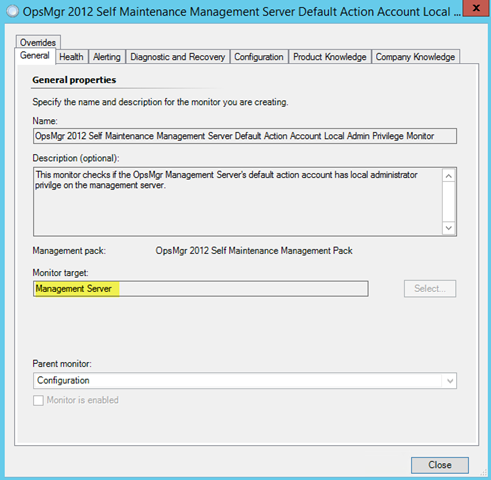 OpsMgr 2012 Self Maintenance Management Server Default Action Account Local ...
Overrides
General Health Alerting Diagnostic and Recovery Configuration Product Knowledge Company Knowledge
General properties
Specify the name and description for the monitor you are creating.
Name:
OpsMgr 2012 Self Maintenance Management Server Default Action Account Local Admin Privilege Monitor
Description (optional):
This monitor checks if the OpsMgr Management Server's default action account has local administrator
privilge on the management server.
Management pack: OpsMgr 2012 Self Maintenance Management Pack
Monitor target:
Management Server Select...
Parent monitor:
Configuration
Monitor is enabled
Close